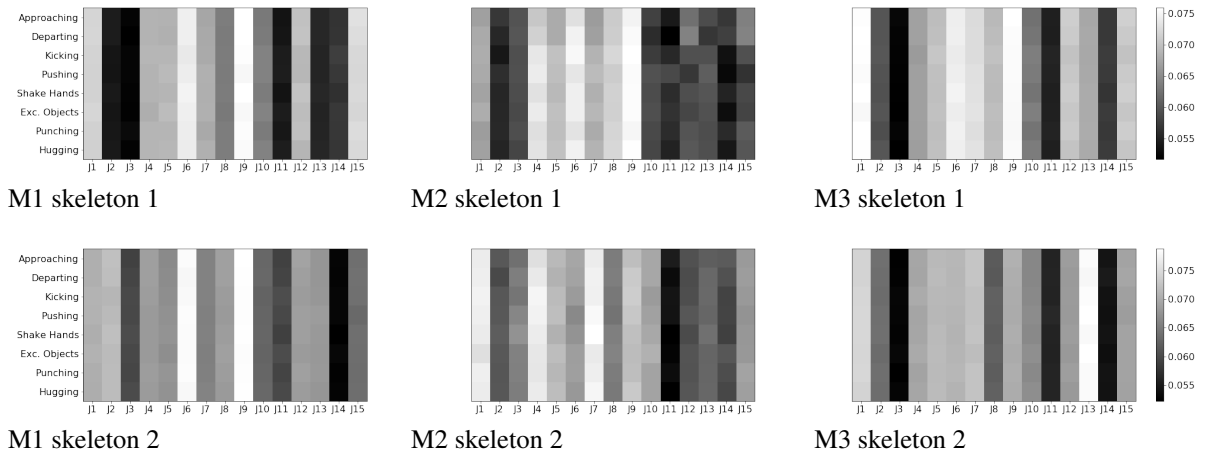 Approaching
Departing
Kicking
Pushing
Shake Hands
Exc. Objects
Punching
Hugging
J1 J2 J3 J4 J5 J6 J7 J8 J9 J10 J11 J12 J13 J14 J15
M1 skeleton 1
J1 J2 J3 J4 J5 J6 J7 J8 J9 J10 J11 J12 J13 J14 J15
M2 skeleton 1
J1 J2 J3 J4 J5 J6 J7 J8 J9 J10 J11 J12 J13 J14 J15
M3 skeleton 1
0.075
0.070
0.065
0.060
0.055
Approaching
Departing
Kicking
Pushing
Shake Hands
Exc. Objects
Punching
Hugging
J1 J2 J3 J4 J5 J6 J7 J8 J9 J10 J11 J12 J13 J14 J15
M1 skeleton 2
J1 J2 J3 J4 J5 J6 J7 J8 J9 J10 J11 J12 J13 J14 J15
M2 skeleton 2
J1 J2 J3 J4 J5 J6 J7 J8 J9 J10 J11 J12 J13 J14 J15
M3 skeleton 2
0.075
0.070
0.065
0.060
0.055